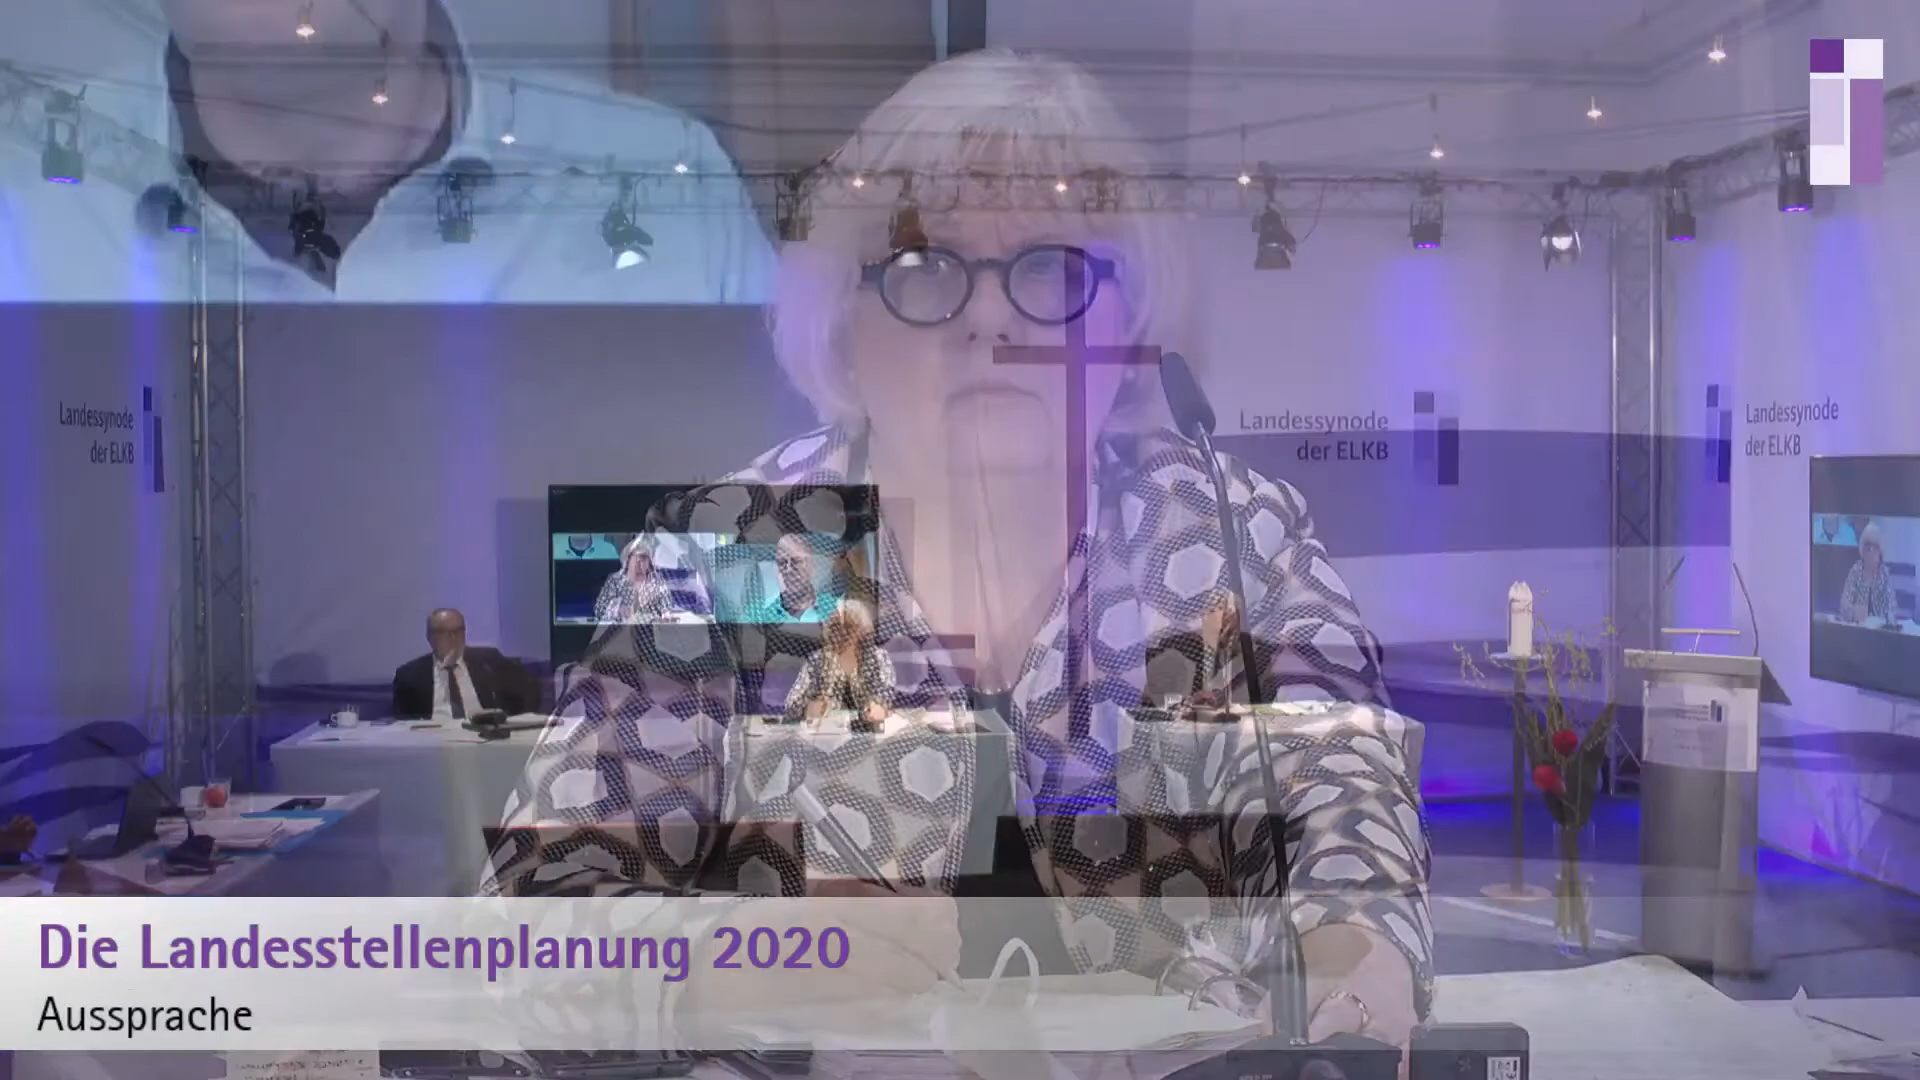 Landessynode
der ELKB
Landessynode
der ELKB
Landessynode
der ELKB
Die Landesstellenplanung 2020
Aussprache